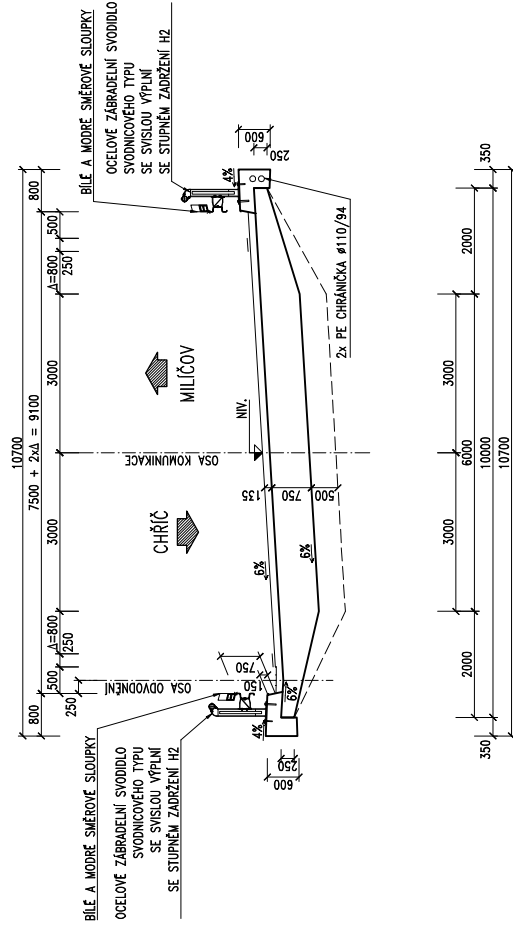 10700
800
7500 + 2xΔ = 9100
800
500
Δ=800
3000
3000
Δ=800
500
250
250
250
BÍLÉ A MODRÉ SMĚROVÉ SLOUPKY
OCELOVÉ ZÁBRADELNÍ SVODIDLO
SVODNICOVÉHO TYPU
SE SVISLOU VÝPLNÍ
SE STUPNĚM ZADRŽENÍ H2
OSA ODVODNĚNÍ
CHŘÍČ
OSA KOMUNIKACE
MILÍČOV
NIV.
BÍLÉ A MODRÉ SMĚROVÉ SLOUPKY
OCELOVÉ ZÁBRADELNÍ SVODIDLO
SVODNICOVÉHO TYPU
SE SVISLOU VÝPLNÍ
SE STUPNĚM ZADRŽENÍ H2
750
150
4%
6%
6%
6%
135
750
500
4%
600
250
600
250
2x PE CHRÁNIČKA ø110/94
3000
3000
2000
6000
2000
350
10000
350
10700